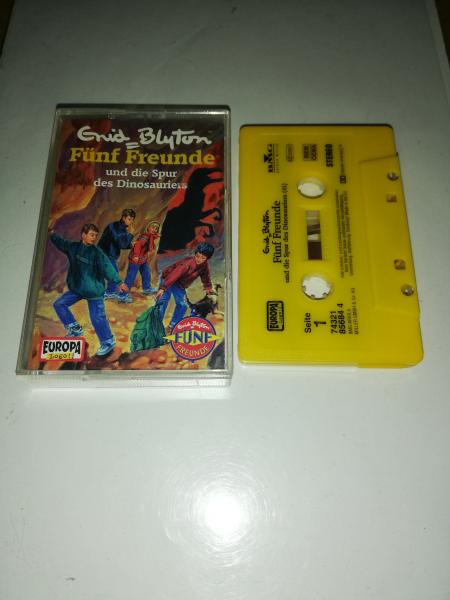 Enid Blyton
Fünf Freunde
und die Spur
des Dinosauriers
EUROPA
Logo!!
Enid Blyton
FÜNF
FREUNDE
Enid Blyton
Fünf Freunde
und die Spur des Dinosauriers
EUROPA
Seite
1
74321
85684 4
BMG
STEREO